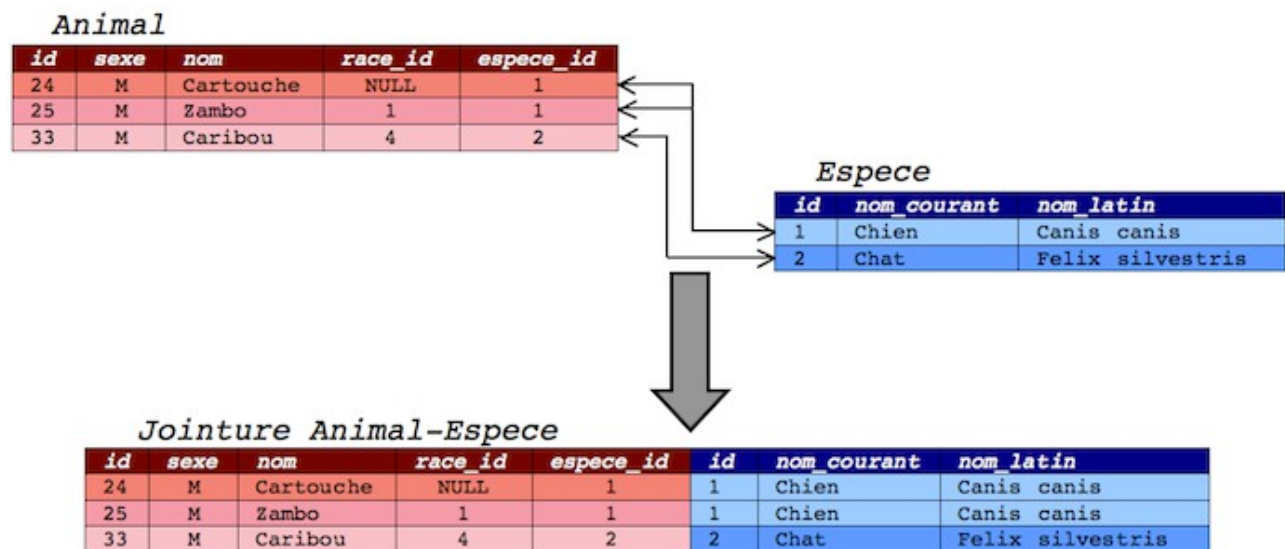 Animal
id sexe nom race_id espece_id
24 M Cartouche NULL 1
25 M Zambo 1 1
33 M Caribou 4 2
Espece
id nom_courant nom_latin
1 Chien Canis canis
2 Chat Felix silvestris
Jointure Animal-Espece
id sexe nom race_id espece_id id nom_courant nom_latin
24 M Cartouche NULL 1 1 Chien Canis canis
25 M Zambo 1 1 1 Chien Canis canis
33 M Caribou 4 2 2 Chat Felix silvestris